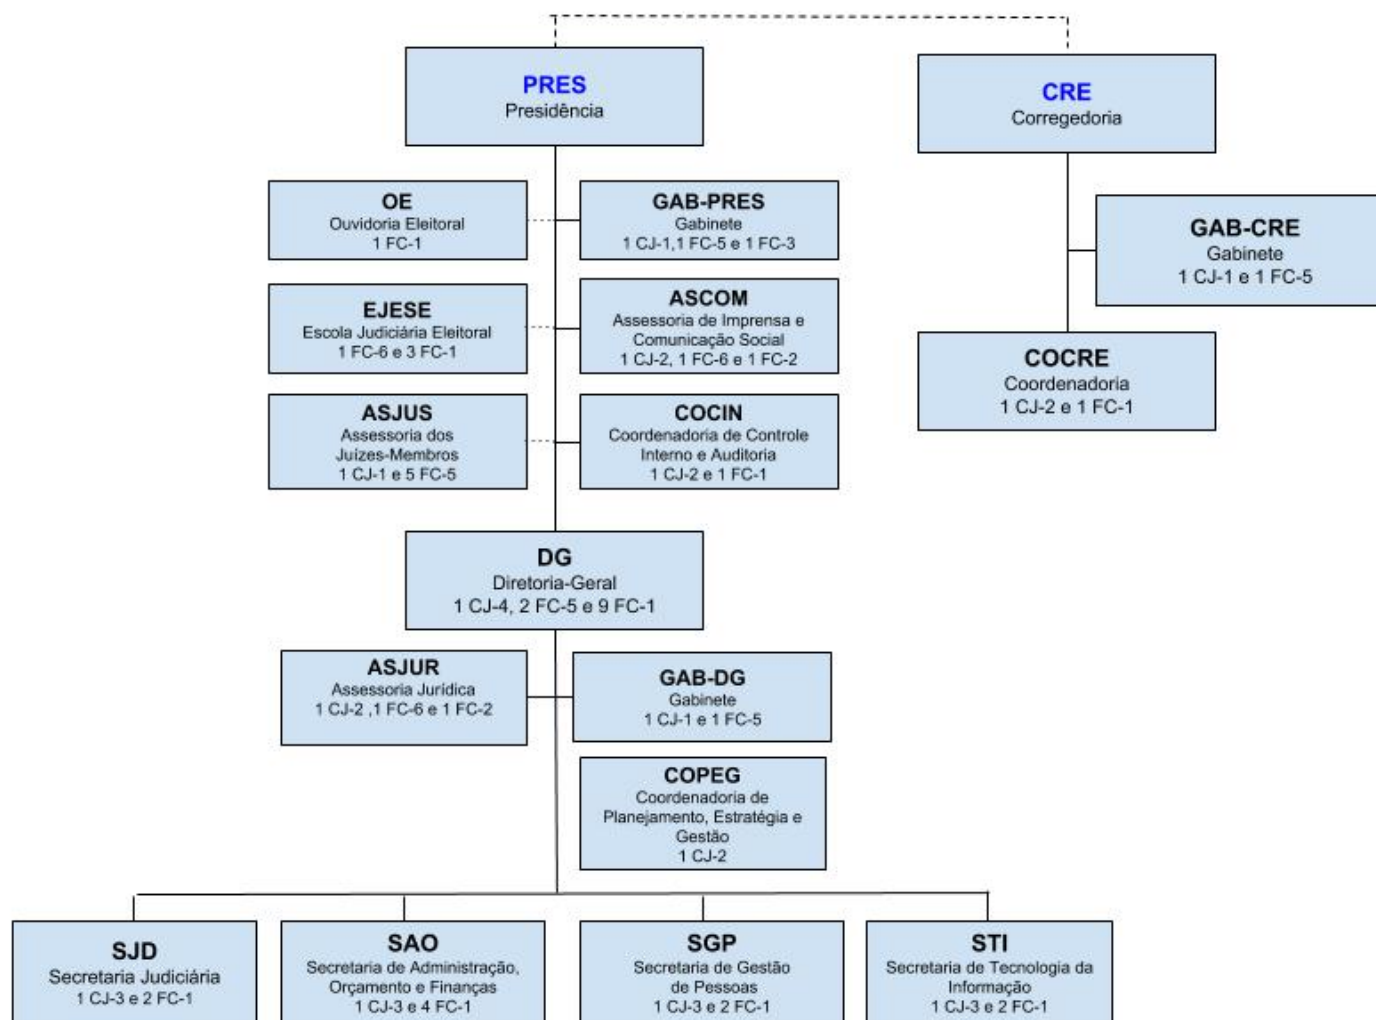 PRES
Presidência
CRE
Corregedoria
OE
Ouvidoria Eleitoral
1 FC-1
GAB-PRES
Gabinete
1 CJ-1,1 FC-5 e 1 FC-3
GAB-CRE
Gabinete
1 CJ-1 e 1 FC-5
EJESE
Escola Judiciária Eleitoral
1 FC-6 e 3 FC-1
ASCOM
Assessoria de Imprensa e
Comunicação Social
1 CJ-2, 1 FC-6 e 1 FC-2
COCRE
Coordenadoria
1 CJ-2 e 1 FC-1
ASJUS
Assessoria dos
Juízes-Membros
1 CJ-1 e 5 FC-5
COCIN
Coordenadoria de Controle
Interno e Auditoria
1 CJ-2 e 1 FC-1
DG
Diretoria-Geral
1 CJ-4, 2 FC-5 e 9 FC-1
ASJUR
Assessoria Jurídica
1 CJ-2 ,1 FC-6 e 1 FC-2
GAB-DG
Gabinete
1 CJ-1 e 1 FC-5
COPEG
Coordenadoria de
Planejamento, Estratégia e
Gestão
1 CJ-2
SJD
Secretaria Judiciária
1 CJ-3 e 2 FC-1
SAO
Secretaria de Administração,
Orçamento e Finanças
1 CJ-3 e 4 FC-1
SGP
Secretaria de Gestão
de Pessoas
1 CJ-3 e 2 FC-1
STI
Secretaria de Tecnologia da
Informação
1 CJ-3 e 2 FC-1